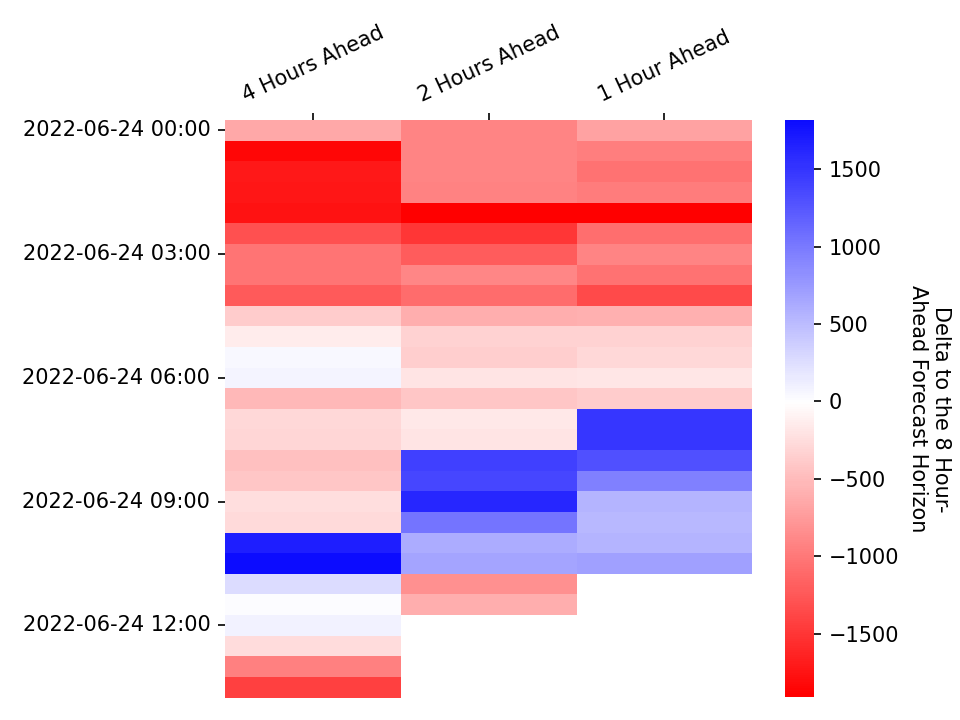 4 Hours Ahead
2 Hours Ahead
1 Hour Ahead
2022-06-24 00:00
2022-06-24 03:00
2022-06-24 06:00
2022-06-24 09:00
2022-06-24 12:00
1500
1000
500
0
−500
−1000
−1500
Delta to the 8 Hour-
Ahead Forecast Horizon